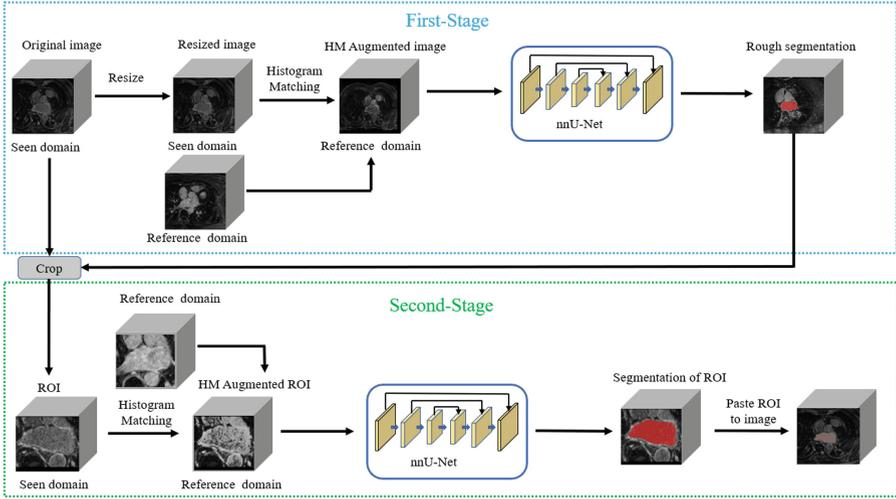 First-Stage
Original image
Resized image
HM Augmented image
Rough segmentation
Resize
Histogram
Matching
nnU-Net
Seen domain
Seen domain
Reference domain
Reference domain
Crop
Second-Stage
Reference domain
ROI
HM Augmented ROI
Segmentation of ROI
Histogram
Matching
Paste ROI
to image
nnU-Net
Seen domain
Reference domain